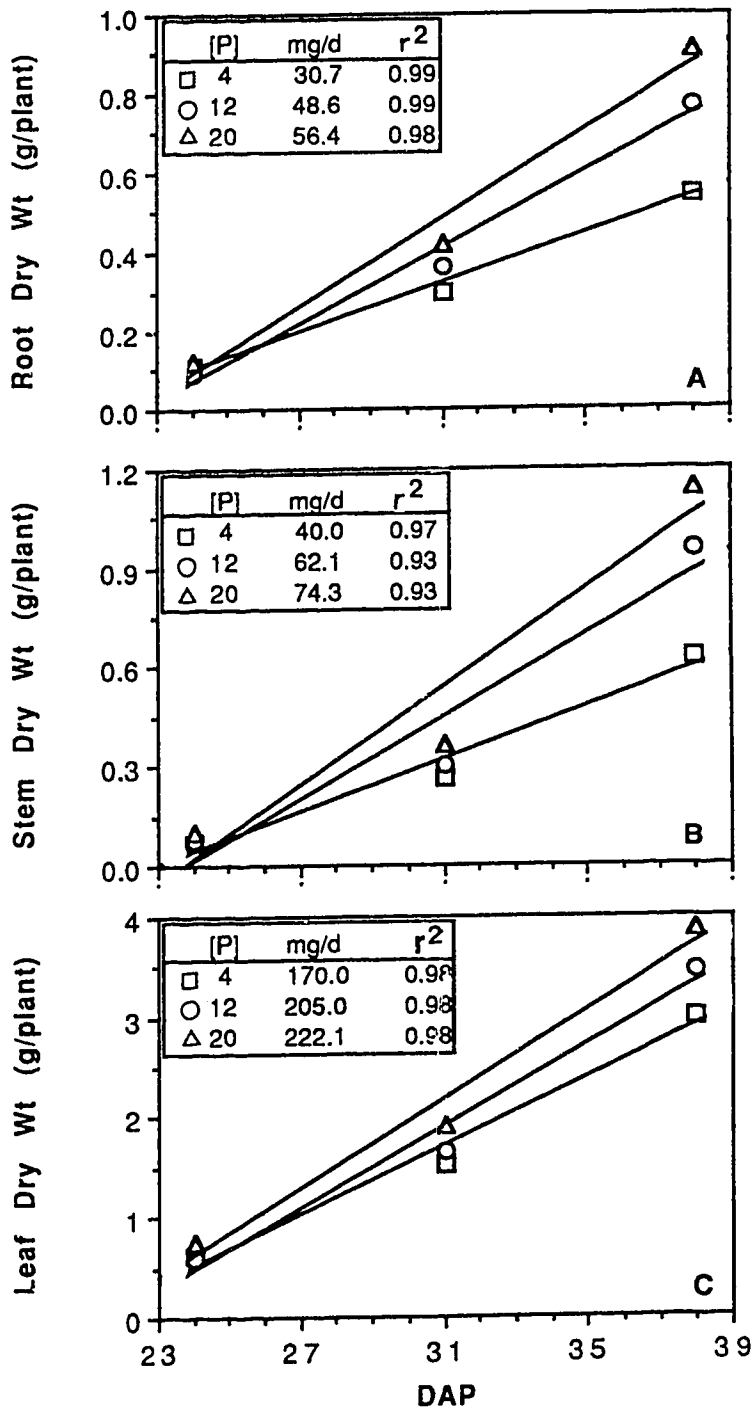 Root Dry Wt (g/plant)
1.0
0.8
0.6
0.4
0.2
0.0
[P] mg/d r²
4 30.7 0.99
12 48.6 0.99
20 56.4 0.98
A
Stem Dry Wt (g/plant)
1.2
0.9
0.6
0.3
0.0
[P] mg/d r²
4 40.0 0.97
12 62.1 0.93
20 74.3 0.93
B
Leaf Dry Wt (g/plant)
4
3
2
1
0
[P] mg/d r²
4 170.0 0.98
12 205.0 0.98
20 222.1 0.98
C
23 27 31 35 39
DAP